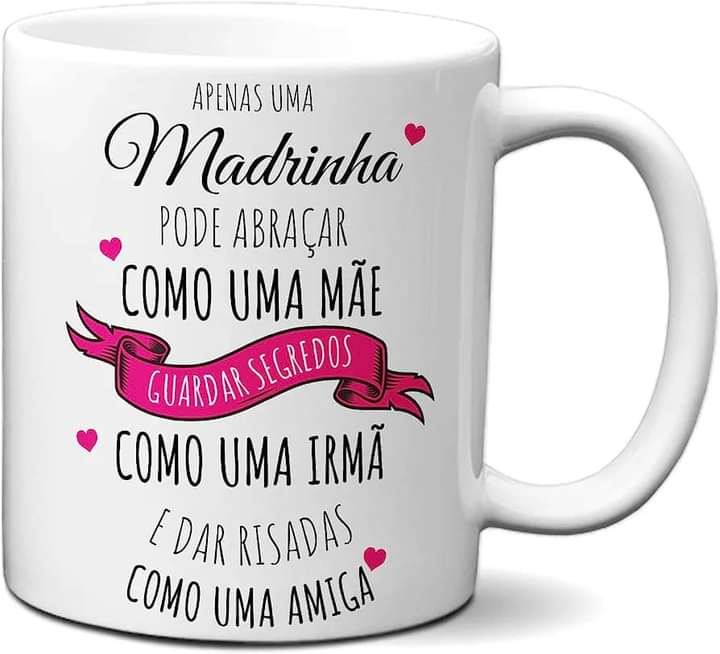 APENAS UMA
Madrinha
PODE ABRAÇAR
COMO UMA MÃE
GUARDAR SEGREDOS
COMO UMA IRMÃ
E DAR RISADAS
COMO UMA AMIGA